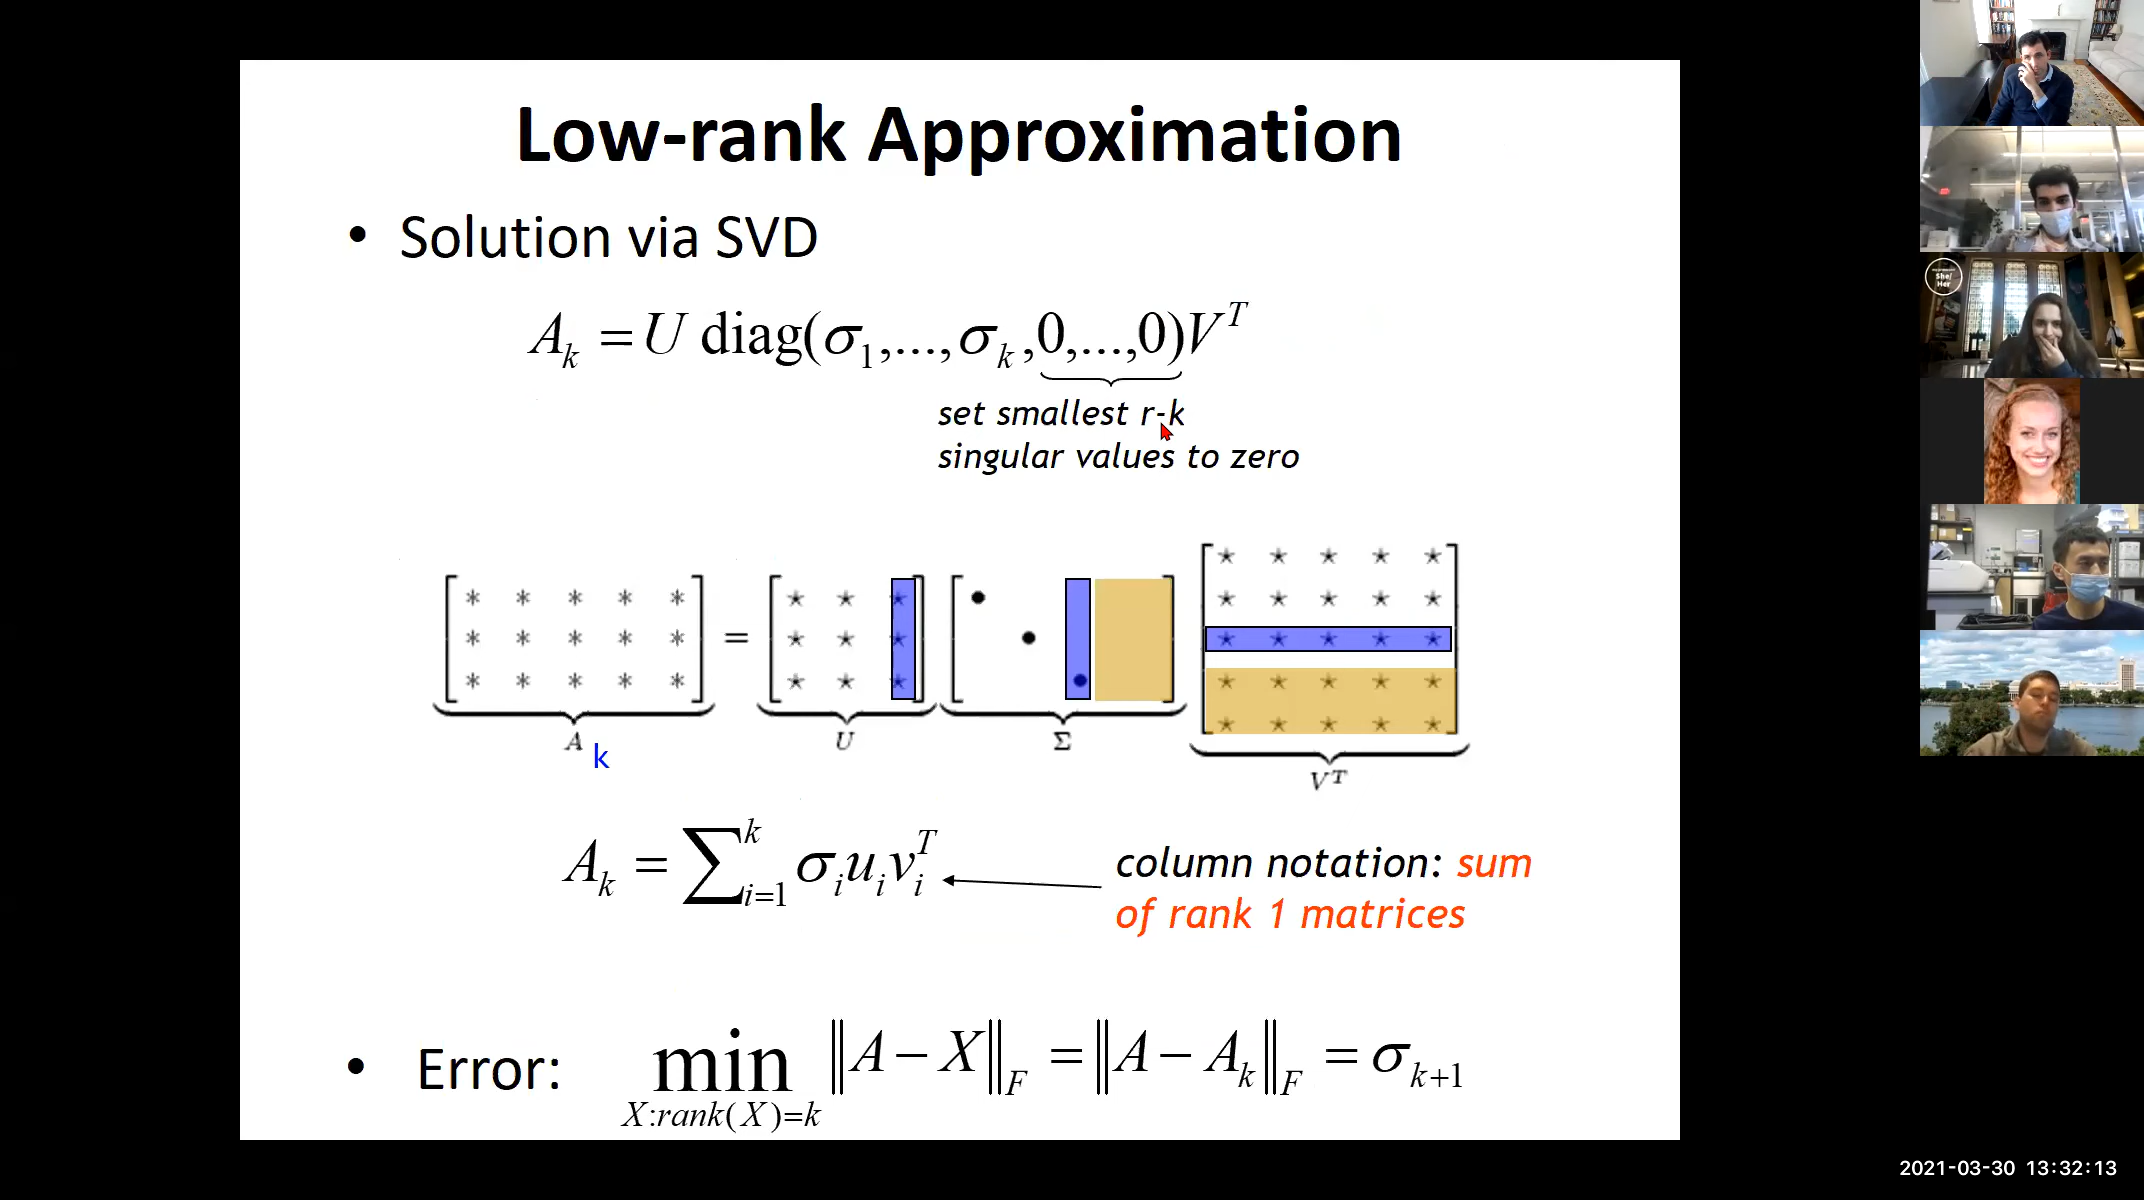 Low-rank Approximation
• Solution via SVD
A_k = U diag(σ_1,...,σ_k,0,...,0)V^T
set smallest r-k
singular values to zero
[* * * * *] = [★ ★ ★] [●] [★ ★ ★ ★ ★]
[* * * * *] [★ ★ ★] [●] [★ ★ ★ ★ ★]
[* * * * *] [★ ★ ★] [●] [★ ★ ★ ★ ★]
[★ ★ ★ ★ ★]
[★ ★ ★ ★ ★]
A k U Σ V^T
A_k = ∑_{i=1}^k σ_i u_i v_i^T
column notation: sum
of rank 1 matrices
• Error: min_{X:rank(X)=k} ‖A − X‖_F = ‖A − A_k‖_F = σ_{k+1}
She/
Her
2021-03-30 13:32:13